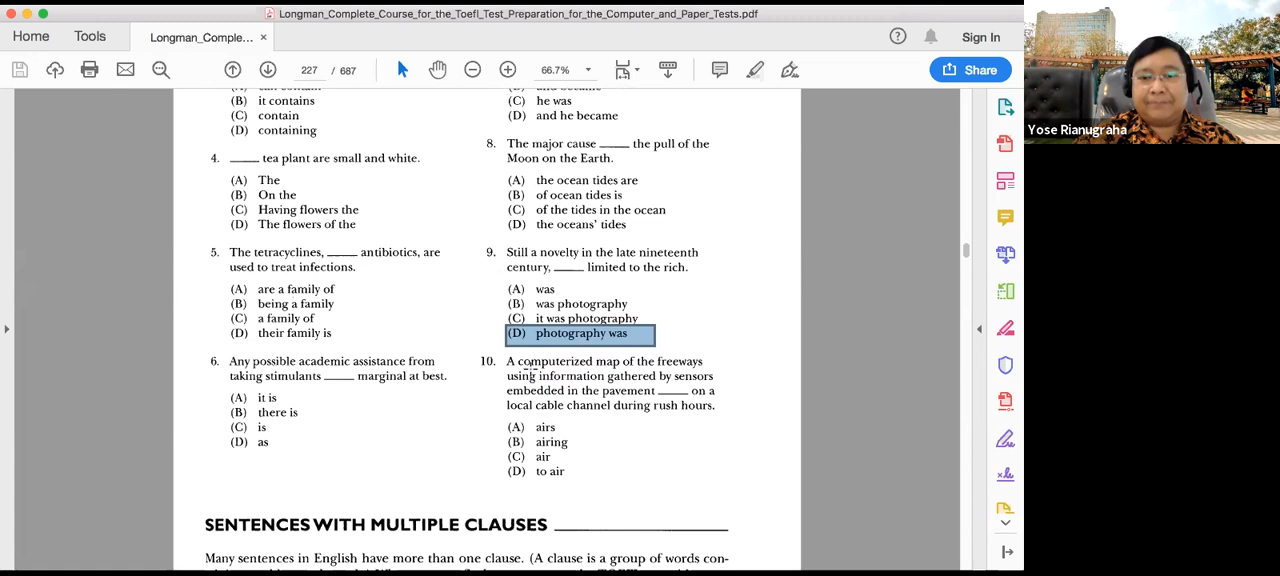 Longman_Complete_Course_for_the_Toefl_Test_Preparation_for_the_Computer_and_Paper_Tests.pdf
Home Tools Longman_Comple... × Sign In
227 / 687 66.7% Share
Yose Rianugraha
(B) it contains
(C) contain
(D) containing
4. ____ tea plant are small and white.
(A) The
(B) On the
(C) Having flowers the
(D) The flowers of the
5. The tetracyclines, ____ antibiotics, are
used to treat infections.
(A) are a family of
(B) being a family
(C) a family of
(D) their family is
6. Any possible academic assistance from
taking stimulants ____ marginal at best.
(A) it is
(B) there is
(C) is
(D) as
(C) he was
(D) and he became
8. The major cause ____ the pull of the
Moon on the Earth.
(A) the ocean tides are
(B) of ocean tides is
(C) of the tides in the ocean
(D) the oceans' tides
9. Still a novelty in the late nineteenth
century, ____ limited to the rich.
(A) was
(B) was photography
(C) it was photography
(D) photography was
10. A computerized map of the freeways
using information gathered by sensors
embedded in the pavement ____ on a
local cable channel during rush hours.
(A) airs
(B) airing
(C) air
(D) to air
SENTENCES WITH MULTIPLE CLAUSES
Many sentences in English have more than one clause. (A clause is a group of words con-